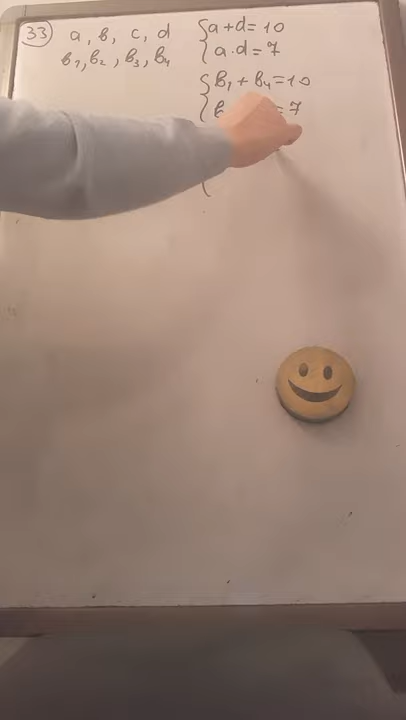 33 a, b, c, d { a + d = 10
b₁, b₂, b₃, b₄ { a · d = 7
{ b₁ + b₄ = 10
{ = 7